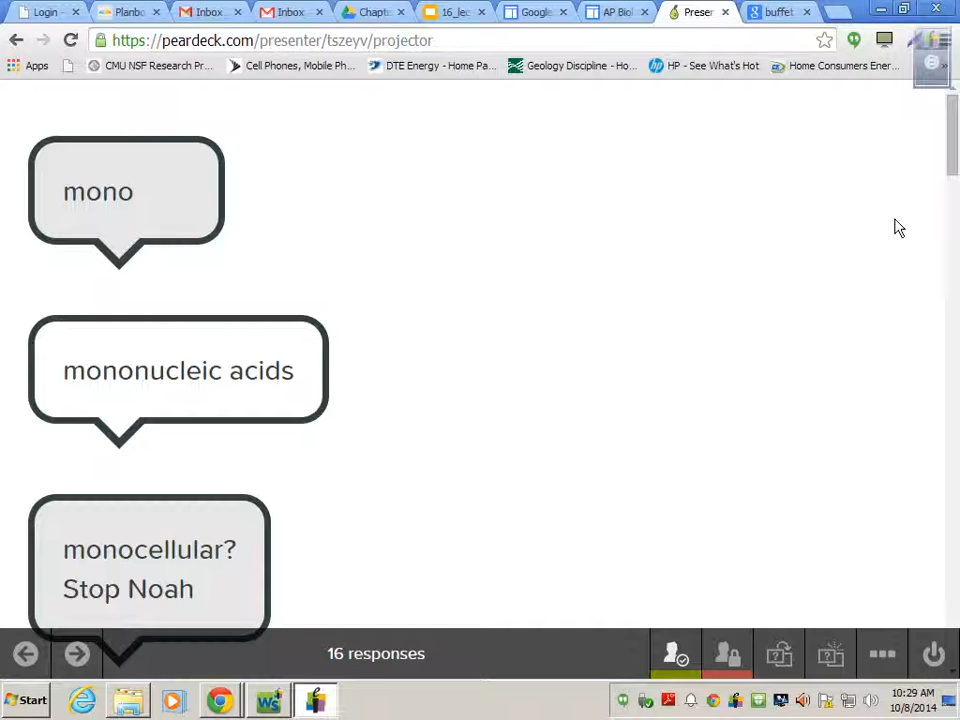 Login -
Planbo
Inbox
Inbox
Chapte
16_lec
Google
AP Biol
Presen
buffet
https://peardeck.com/presenter/tszeyv/projector
Apps
CMU NSF Research Pr...
Cell Phones, Mobile Ph...
DTE Energy - Home Pa...
Geology Discipline - Ho...
HP - See What's Hot
Home Consumers Ener...
»
mono
mononucleic acids
monocellular?
Stop Noah
16 responses
Start
10:29 AM
10/8/2014